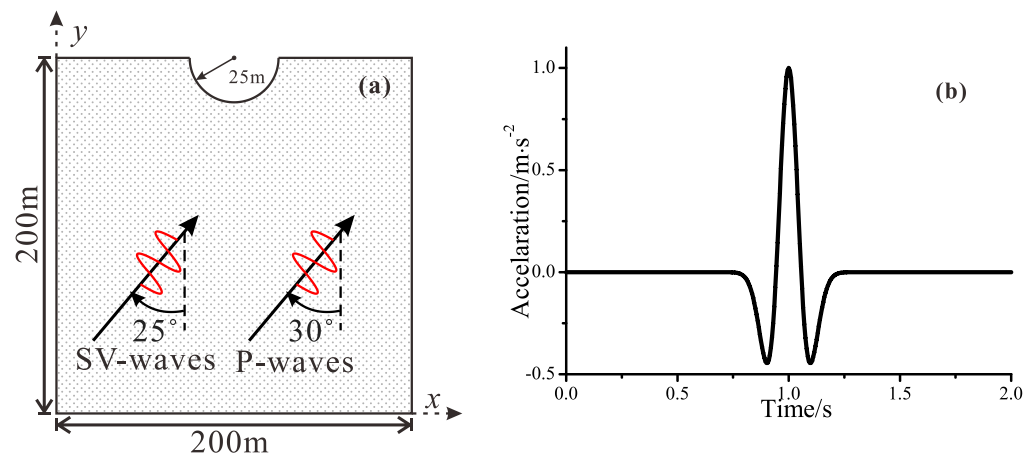 y
25m
(a)
200m
25°
30°
SV-waves
P-waves
x
200m
(b)
Accelaration/m·s-2
1.0
0.5
0.0
-0.5
0.0
0.5
1.0
1.5
2.0
Time/s